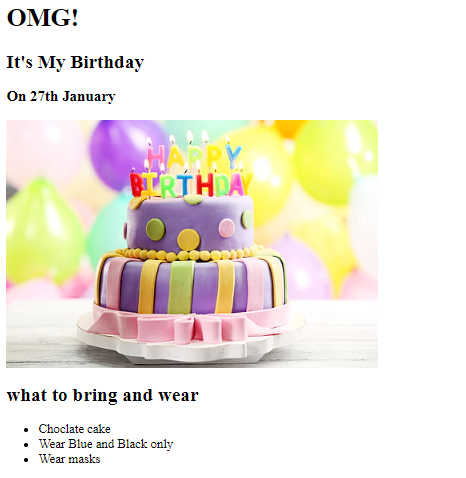 OMG!
It's My Birthday
On 27th January
HAPPY
BIRTHDAY
what to bring and wear
Choclate cake
Wear Blue and Black only
Wear masks